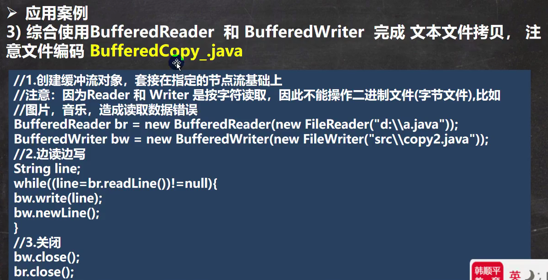 ➢ 应用案例
3) 综合使用BufferedReader 和 BufferedWriter 完成 文本文件拷贝， 注
意文件编码 BufferedCopy_.java
//1.创建缓冲流对象，套接在指定的节点流基础上
//注意：因为Reader 和 Writer 是按字符读取，因此不能操作二进制文件(字节文件),比如
//图片，音乐，造成读取数据错误
BufferedReader br = new BufferedReader(new FileReader("d:\\a.java"));
BufferedWriter bw = new BufferedWriter(new FileWriter("src\\copy2.java"));
//2.边读边写
String line;
while((line=br.readLine())!=null){
bw.write(line);
bw.newLine();
}
//3.关闭
bw.close();
br.close();
韩顺平
英